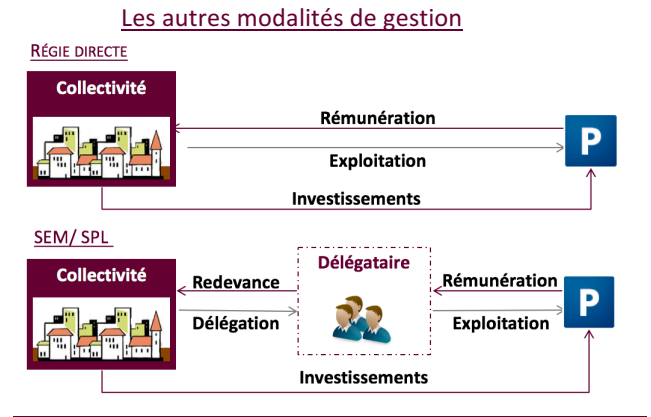 Les autres modalités de gestion
RÉGIE DIRECTE
Collectivité
Rémunération
P
Exploitation
Investissements
SEM/ SPL
Collectivité
Redevance
Délégation
Délégataire
Rémunération
Exploitation
P
Investissements